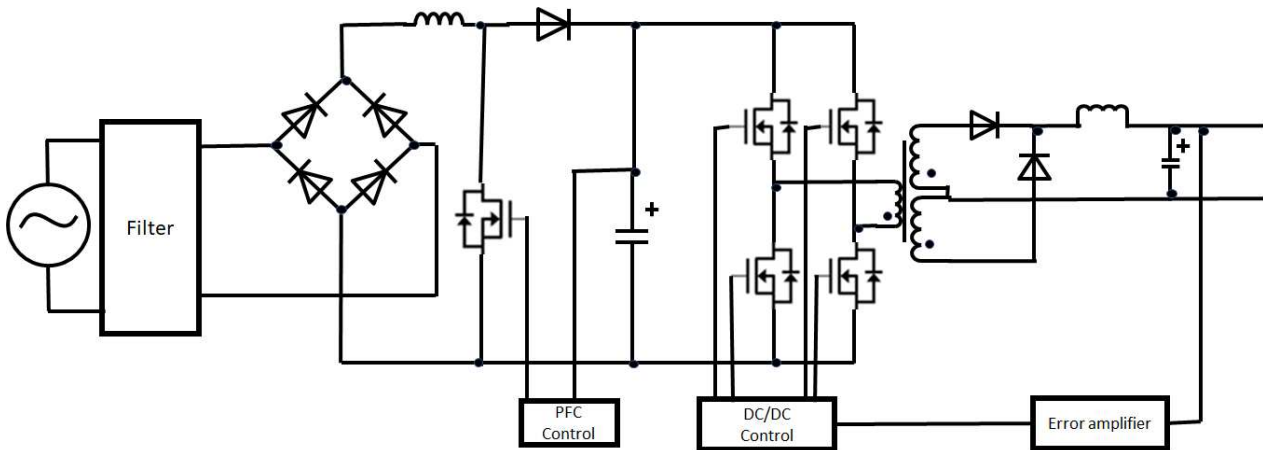 Filter
+
+
PFC
Control
DC/DC
Control
Error amplifier